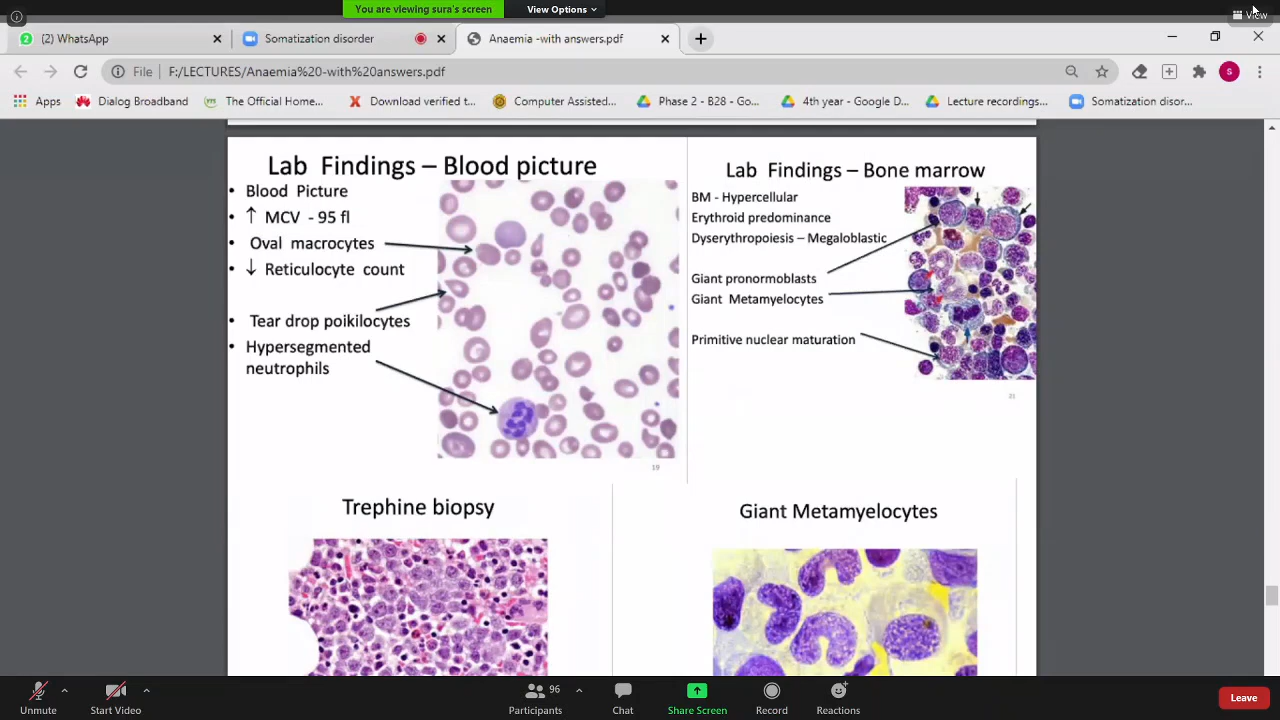 You are viewing sura's screen
View Options
View
(2) WhatsApp
Somatization disorder
Anaemia -with answers.pdf
File
F:/LECTURES/Anaemia%20-with%20answers.pdf
S
Apps
Dialog Broadband
The Official Home...
Download verified t...
Computer Assisted...
Phase 2 - B28 - Go...
4th year - Google D...
Lecture recordings...
Somatization disor...
Lab Findings – Blood picture
• Blood Picture
• ↑ MCV - 95 fl
• Oval macrocytes
• ↓ Reticulocyte count
• Tear drop poikilocytes
• Hypersegmented
neutrophils
19
Lab Findings – Bone marrow
BM - Hypercellular
Erythroid predominance
Dyserythropoiesis – Megaloblastic
Giant pronormoblasts
Giant Metamyelocytes
Primitive nuclear maturation
21
Trephine biopsy
Giant Metamyelocytes
Unmute
Start Video
Participants
96
Chat
Share Screen
Record
Reactions
Leave